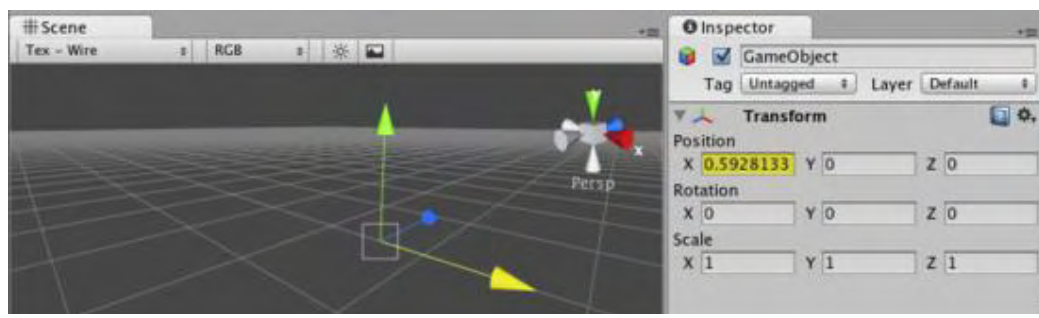 Scene
Tex - Wire RGB
x
Persp
Inspector
GameObject
Tag Untagged Layer Default
Transform
Position
X 0.5928133 Y 0 Z 0
Rotation
X 0 Y 0 Z 0
Scale
X 1 Y 1 Z 1